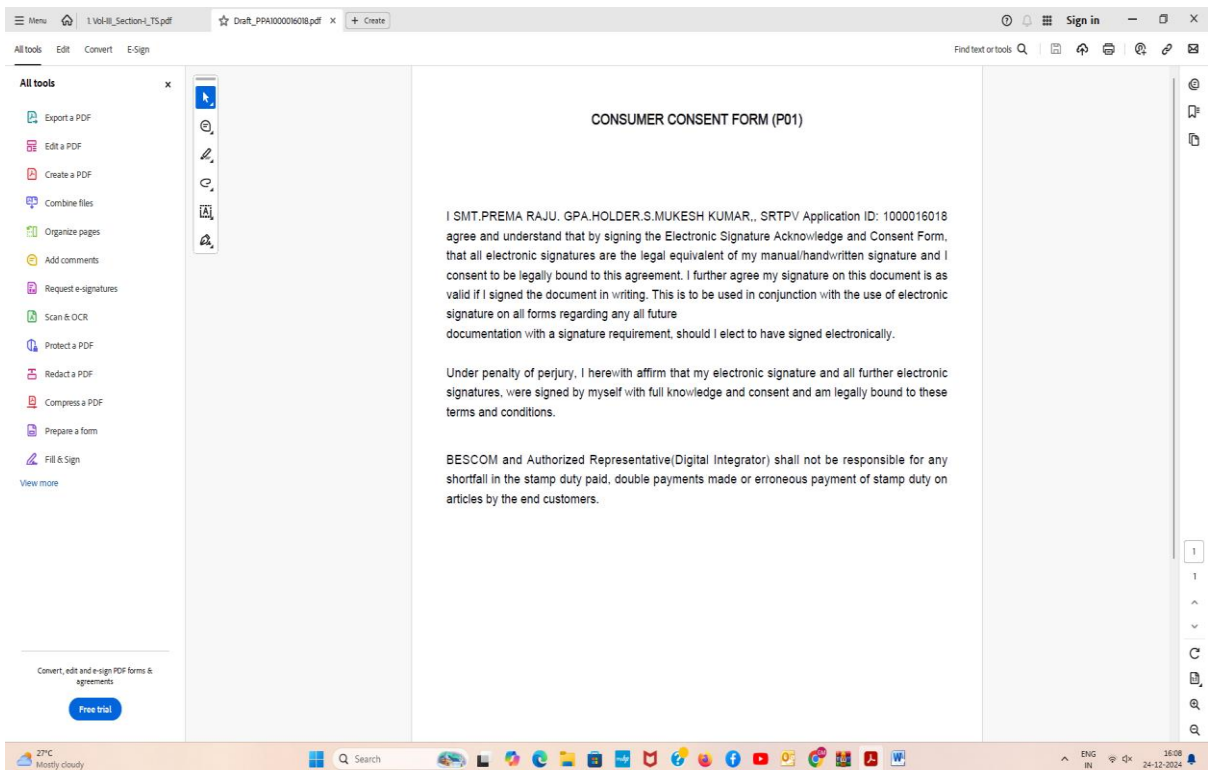 Menu
1. Vol-III_Section-I_TS.pdf
Draft_PPA1000016018.pdf
+ Create
Sign in
All tools Edit Convert E-Sign
Find text or tools
All tools
Export a PDF
Edit a PDF
Create a PDF
Combine files
Organize pages
Add comments
Request e-signatures
Scan & OCR
Protect a PDF
Redact a PDF
Compress a PDF
Prepare a form
Fill & Sign
View more
Convert, edit and e-sign PDF forms &
agreements
Free trial
CONSUMER CONSENT FORM (P01)
I SMT.PREMA RAJU. GPA.HOLDER.S.MUKESH KUMAR,, SRTPV Application ID: 1000016018
agree and understand that by signing the Electronic Signature Acknowledge and Consent Form,
that all electronic signatures are the legal equivalent of my manual/handwritten signature and I
consent to be legally bound to this agreement. I further agree my signature on this document is as
valid if I signed the document in writing. This is to be used in conjunction with the use of electronic
signature on all forms regarding any all future
documentation with a signature requirement, should I elect to have signed electronically.
Under penalty of perjury, I herewith affirm that my electronic signature and all further electronic
signatures, were signed by myself with full knowledge and consent and am legally bound to these
terms and conditions.
BESCOM and Authorized Representative(Digital Integrator) shall not be responsible for any
shortfall in the stamp duty paid, double payments made or erroneous payment of stamp duty on
articles by the end customers.
1
1
27°C
Mostly cloudy
Search
ENG
IN
16:08
24-12-2024